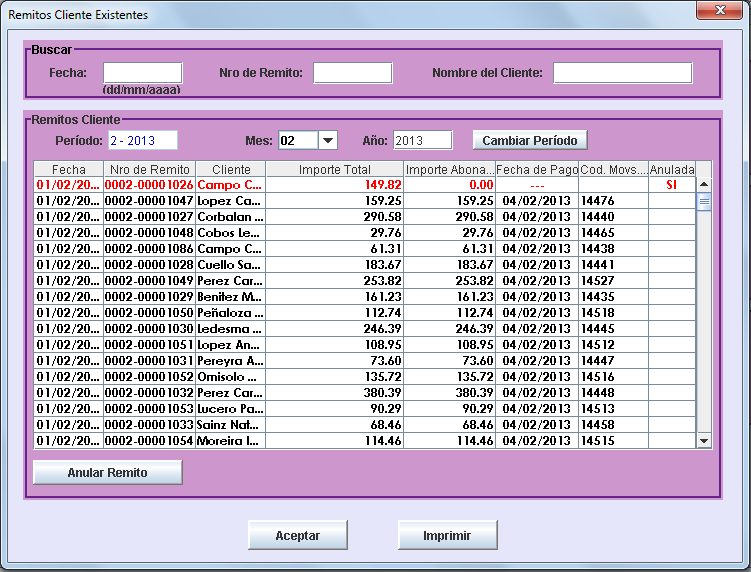 Remitos Cliente Existentes
Buscar
Fecha: Nro de Remito: Nombre del Cliente:
(dd/mm/aaaa)
Remitos Cliente
Período: 2 - 2013 Mes: 02 Año: 2013 Cambiar Período
Fecha Nro de Remito Cliente Importe Total Importe Abona... Fecha de Pago Cod. Movs.... Anulada
01/02/20... 0002-00001026 Campo C... 149.82 0.00 --- SI
01/02/20... 0002-00001047 Lopez Ca... 159.25 159.25 04/02/2013 14476
01/02/20... 0002-00001027 Corbalan ... 290.58 290.58 04/02/2013 14440
01/02/20... 0002-00001048 Cobos Le... 29.76 29.76 04/02/2013 14465
01/02/20... 0002-00001086 Campo C... 61.31 61.31 04/02/2013 14438
01/02/20... 0002-00001028 Cuello Sa... 183.67 183.67 04/02/2013 14441
01/02/20... 0002-00001049 Perez Car... 253.82 253.82 04/02/2013 14527
01/02/20... 0002-00001029 Benitez M... 161.23 161.23 04/02/2013 14435
01/02/20... 0002-00001050 Peñaloza ... 112.74 112.74 04/02/2013 14518
01/02/20... 0002-00001030 Ledesma ... 246.39 246.39 04/02/2013 14445
01/02/20... 0002-00001051 Lopez An... 108.95 108.95 04/02/2013 14512
01/02/20... 0002-00001031 Pereyra A... 73.60 73.60 04/02/2013 14447
01/02/20... 0002-00001052 Omisolo ... 135.72 135.72 04/02/2013 14516
01/02/20... 0002-00001032 Perez Car... 380.39 380.39 04/02/2013 14448
01/02/20... 0002-00001053 Lucero Pa... 90.29 90.29 04/02/2013 14513
01/02/20... 0002-00001033 Sainz Nat... 68.46 68.46 04/02/2013 14458
01/02/20... 0002-00001054 Moreira I... 114.46 114.46 04/02/2013 14515
Anular Remito
Aceptar Imprimir